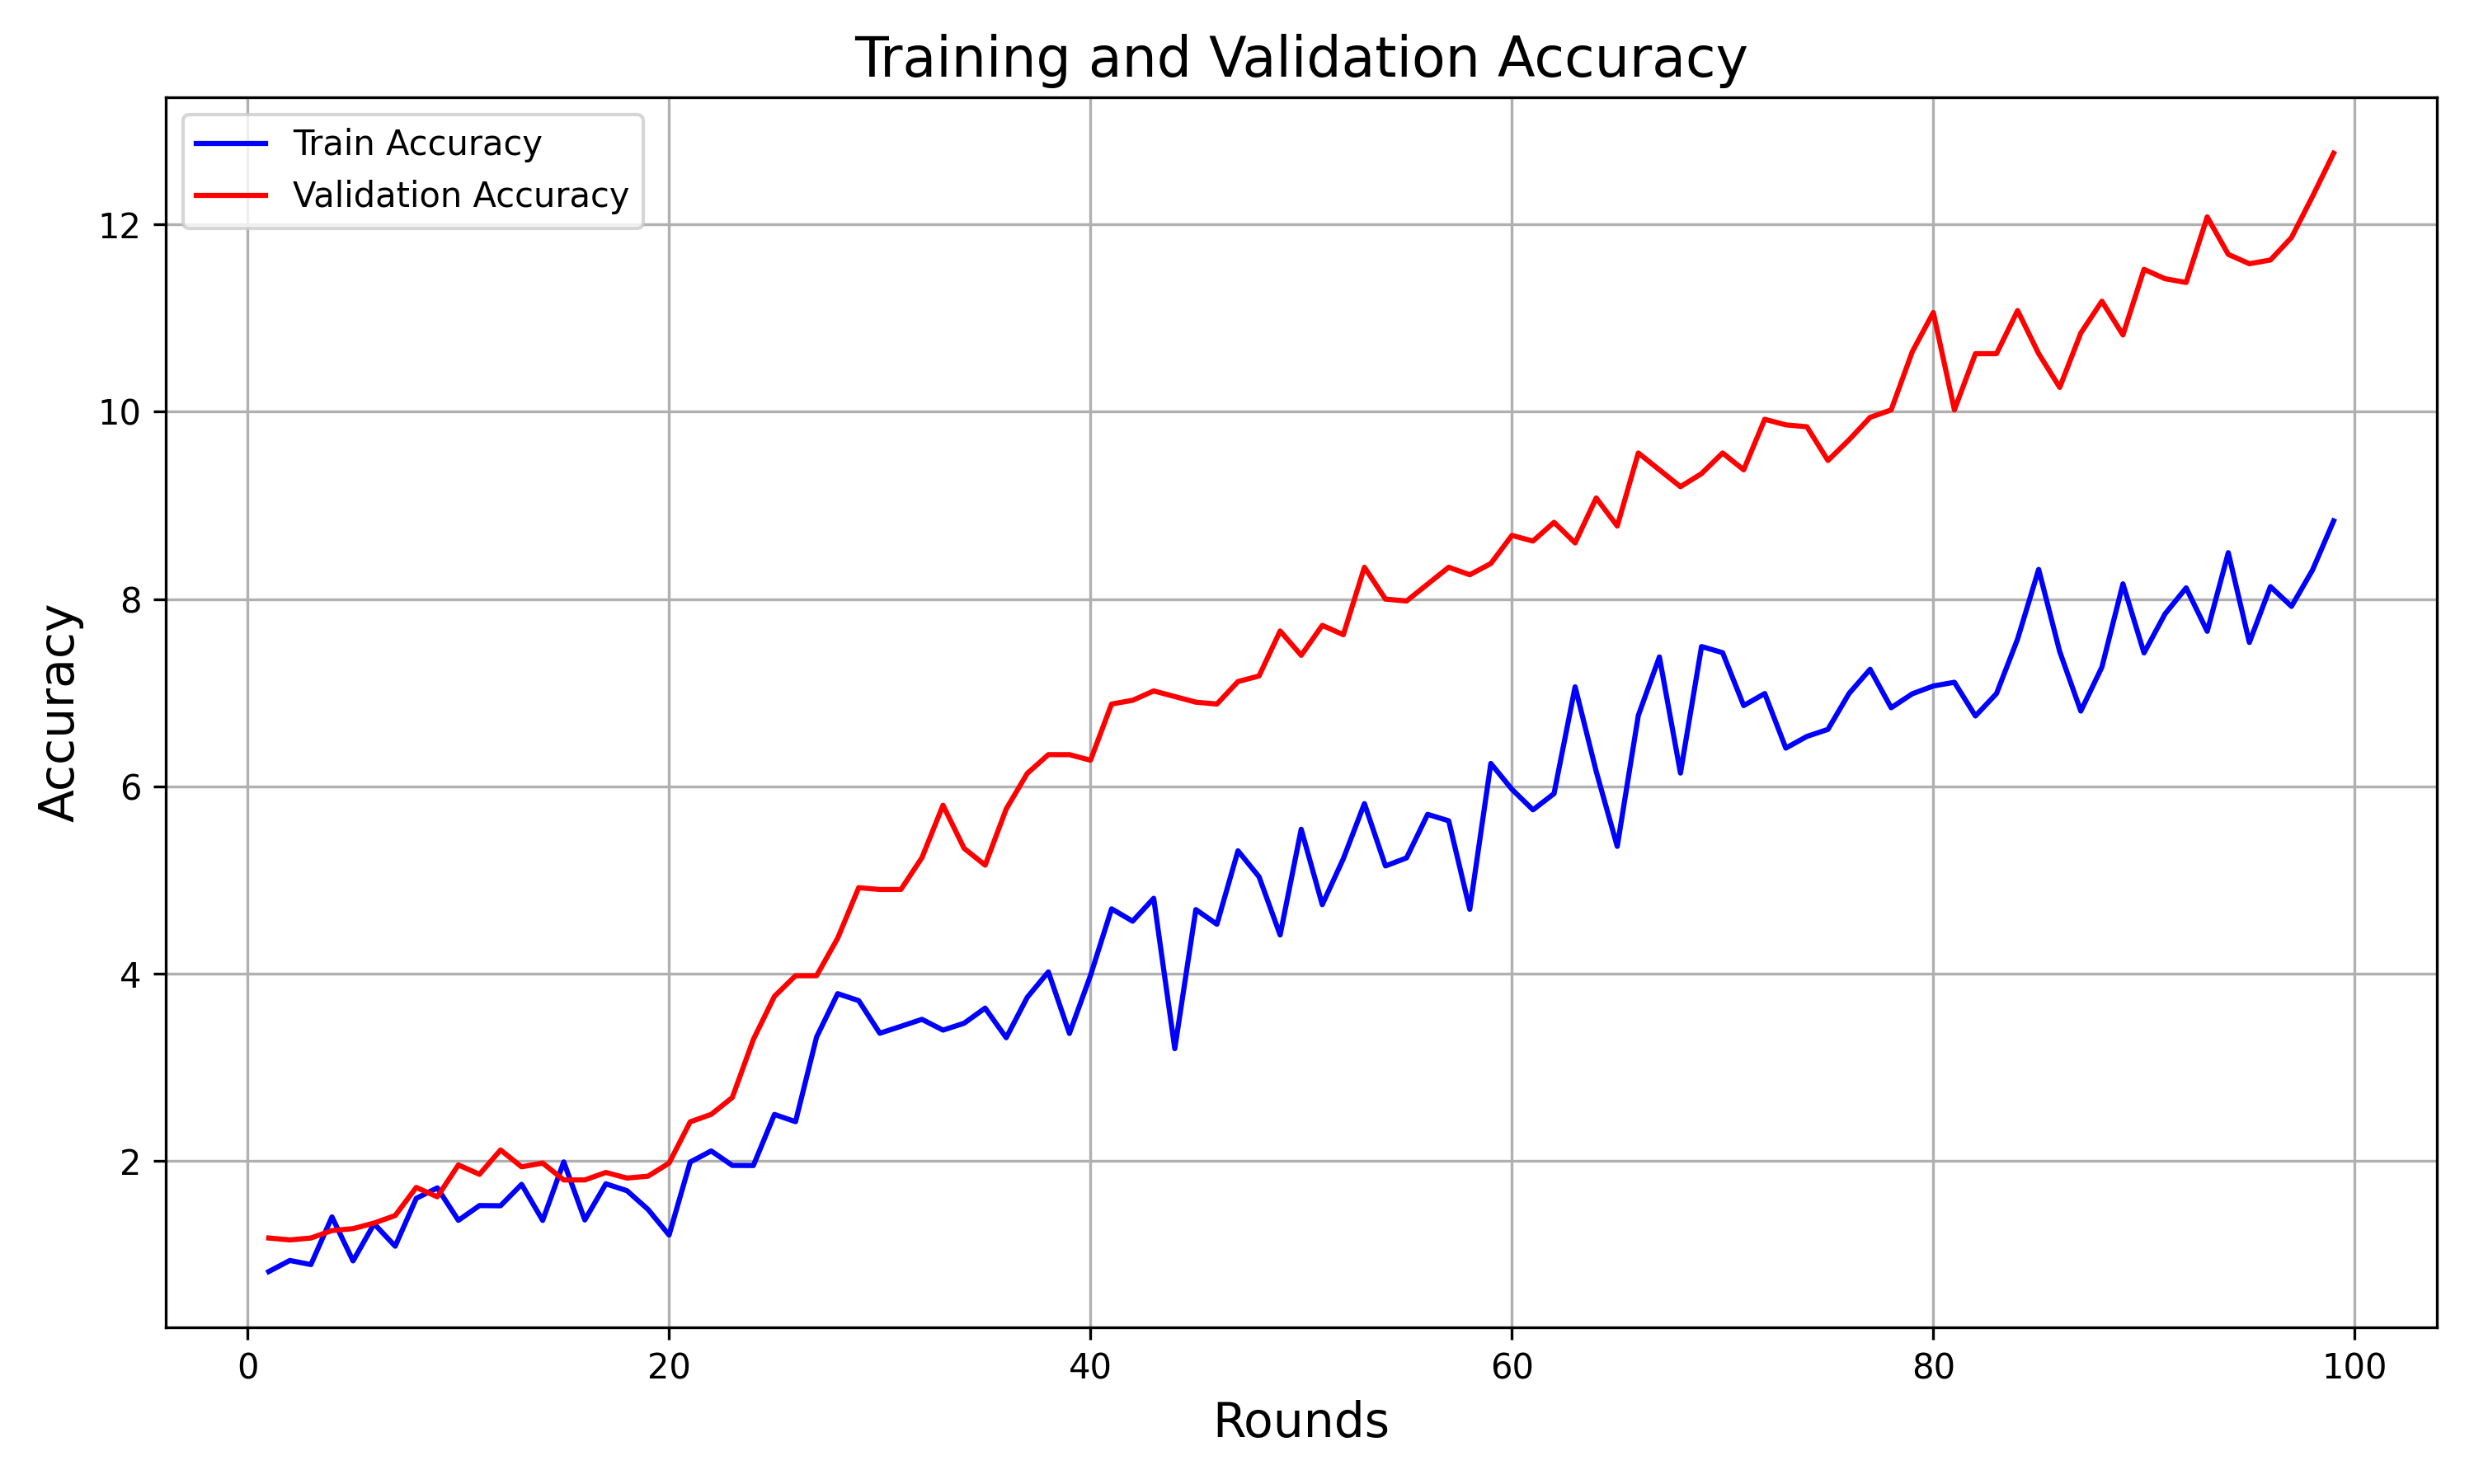 Training and Validation Accuracy
Train Accuracy
Validation Accuracy
12
10
8
6
4
2
Accuracy
0 20 40 60 80 100
Rounds